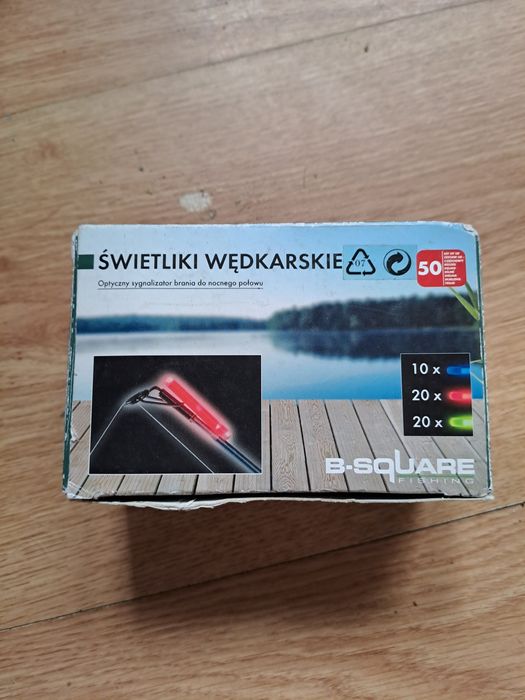 ŚWIETLIKI WĘDKARSKIE
Optyczny sygnalizator brania do nocnego połowu
07
50
10 x
20 x
20 x
B-SQUARE
FISHING